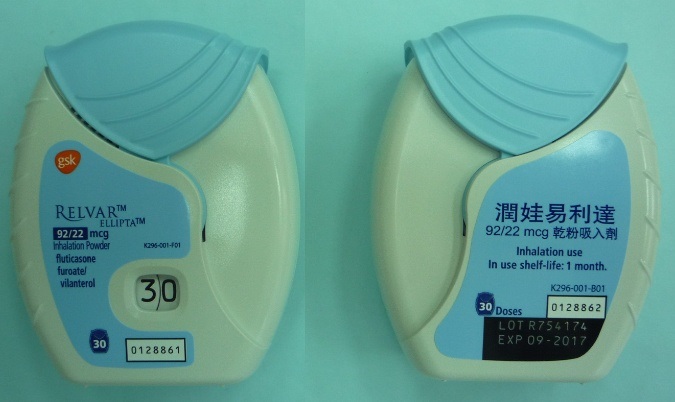 gsk
RELVAR™
ELLIPTA™
92/22 mcg
Inhalation Powder
K296-001-F01
fluticasone
furoate/
vilanterol
30
30
0128861
潤娃易利達
92/22 mcg 乾粉吸入劑
Inhalation use
In use shelf-life: 1 month.
K296-001-B01
30 Doses
0128862
LOT R754174
EXP 09-2017